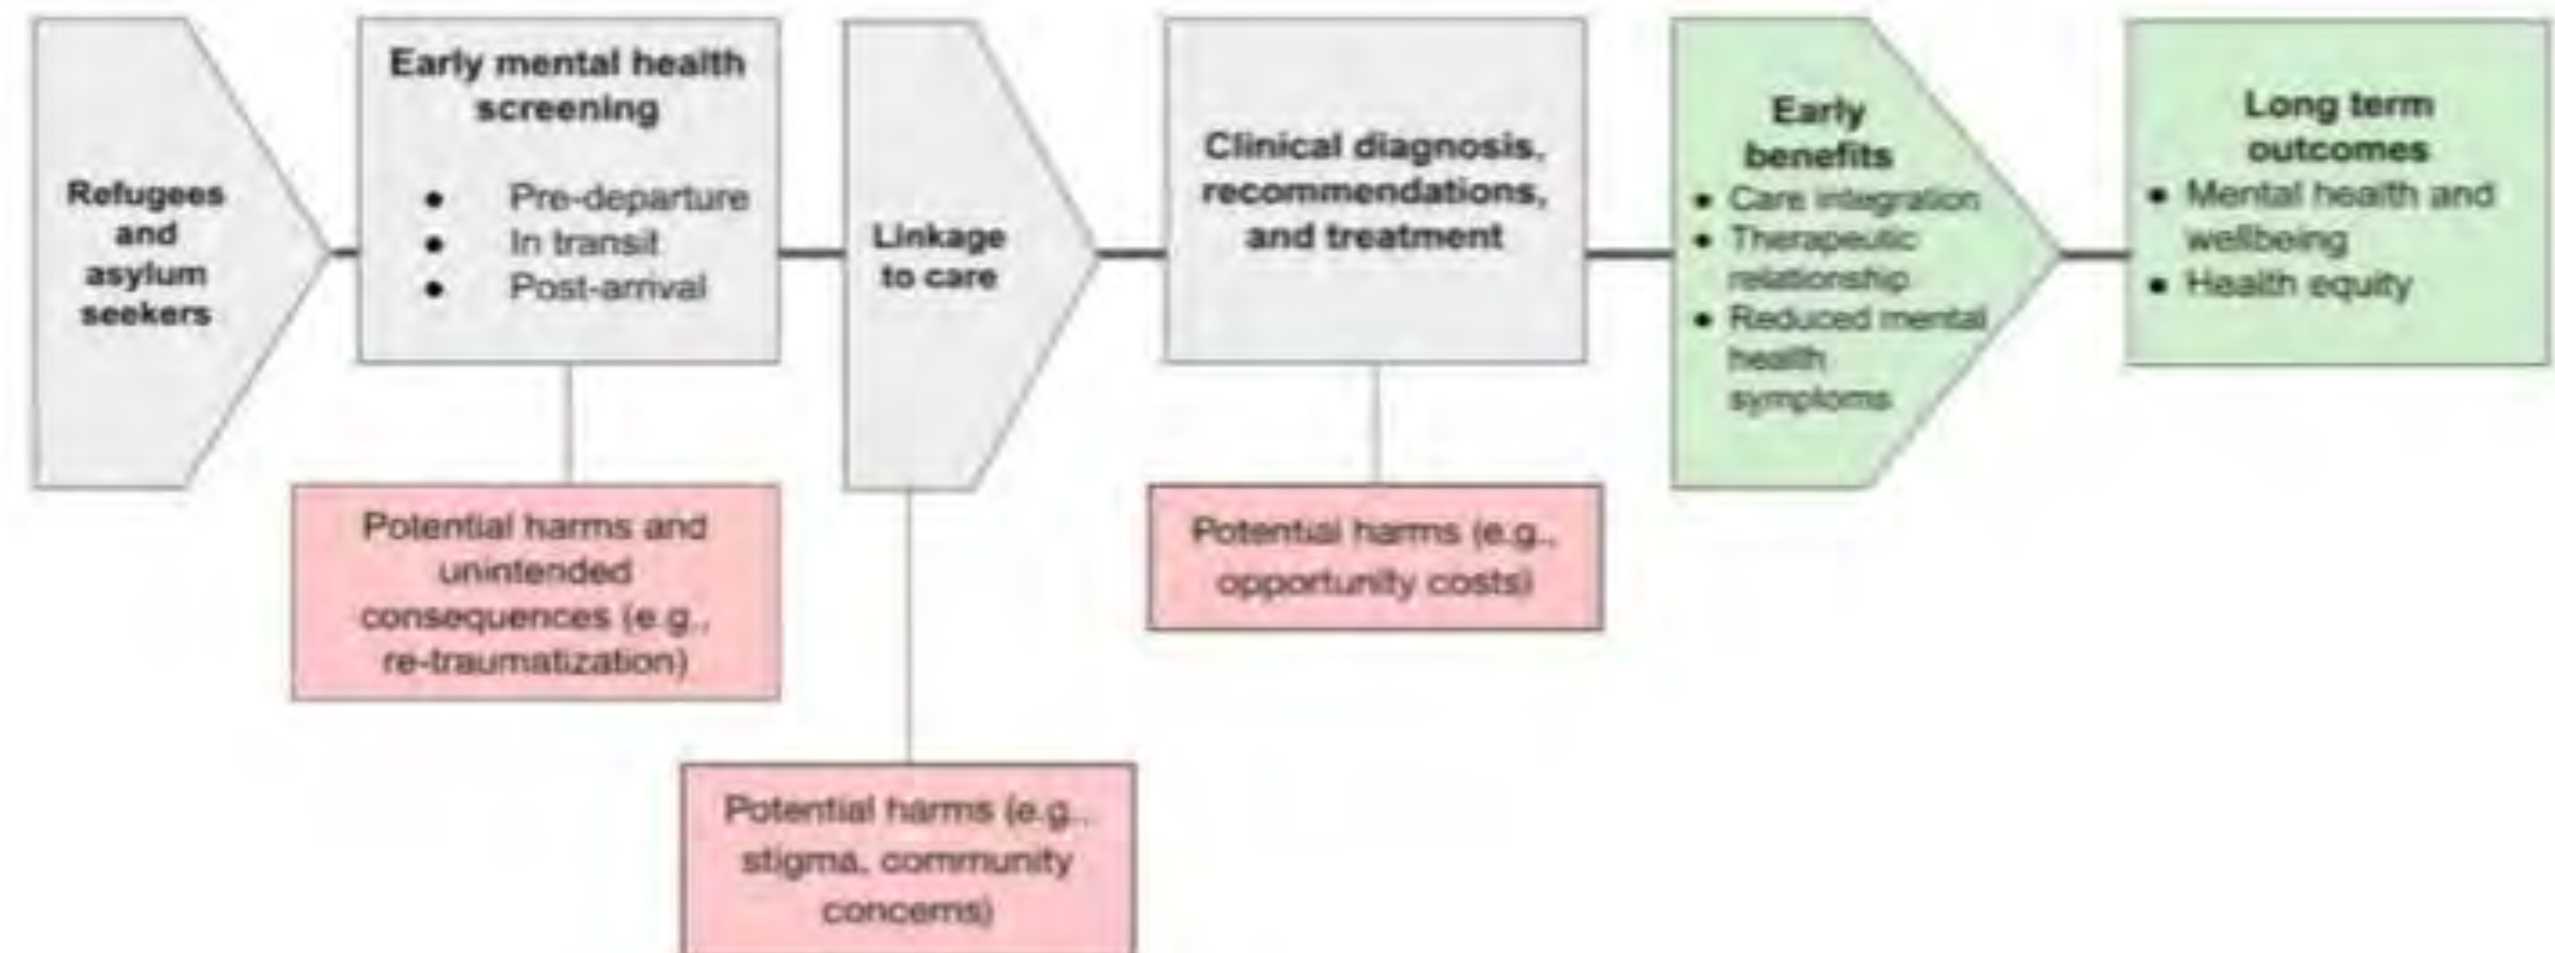 Refugees
and
asylum
seekers
Early mental health
screening
● Pre-departure
● In transit
● Post-arrival
Linkage
to care
Clinical diagnosis,
recommendations,
and treatment
Early
benefits
● Care integration
● Therapeutic
relationship
● Reduced mental
health
symptoms
Long term
outcomes
● Mental health and
wellbeing
● Health equity
Potential harms and
unintended
consequences (e.g.,
re-traumatization)
Potential harms (e.g.,
stigma, community
concerns)
Potential harms (e.g.,
opportunity costs)